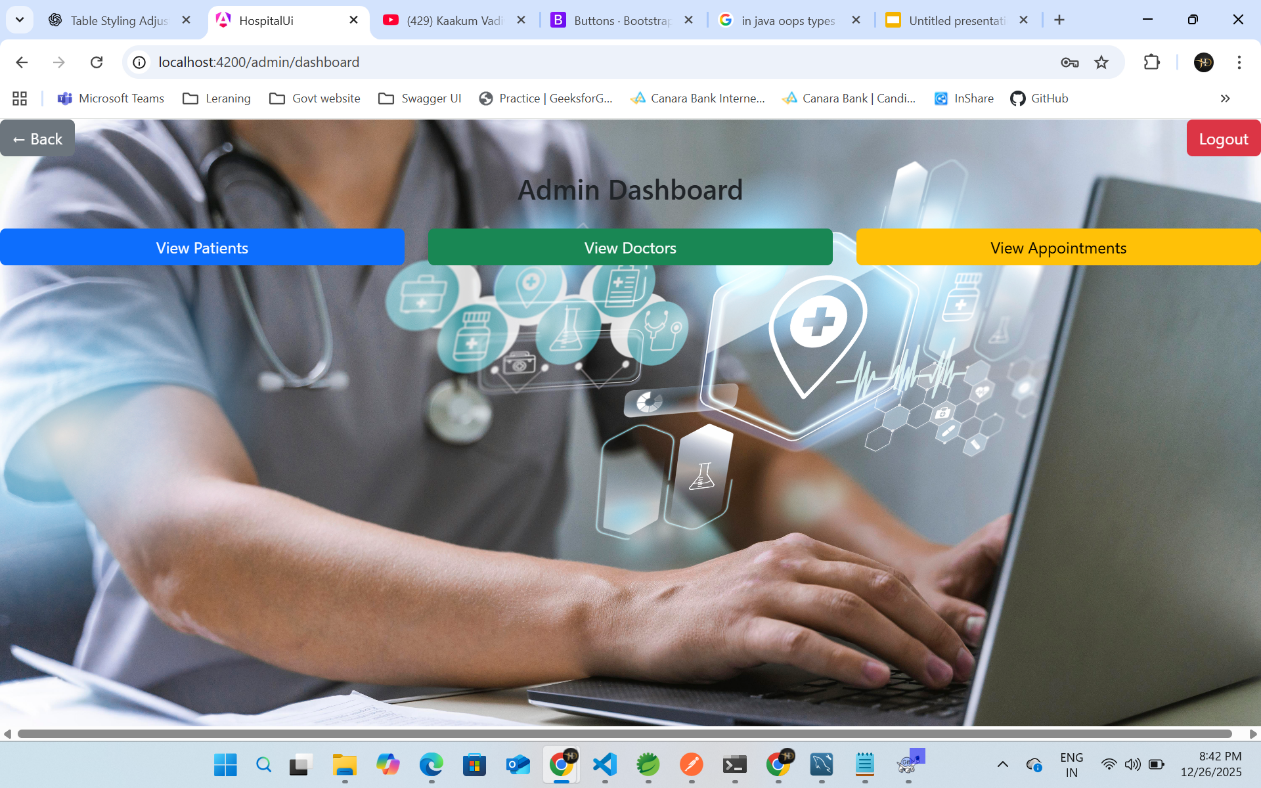 Table Styling Adjus
HospitalUi
(429) Kaakum Vadi
Buttons · Bootstrap
in java oops types
Untitled presentati
localhost:4200/admin/dashboard
Microsoft Teams
Leraning
Govt website
Swagger UI
Practice | GeeksforG...
Canara Bank Interne...
Canara Bank | Candi...
InShare
GitHub
← Back
Logout
Admin Dashboard
View Patients
View Doctors
View Appointments
ENG
IN
8:42 PM
12/26/2025